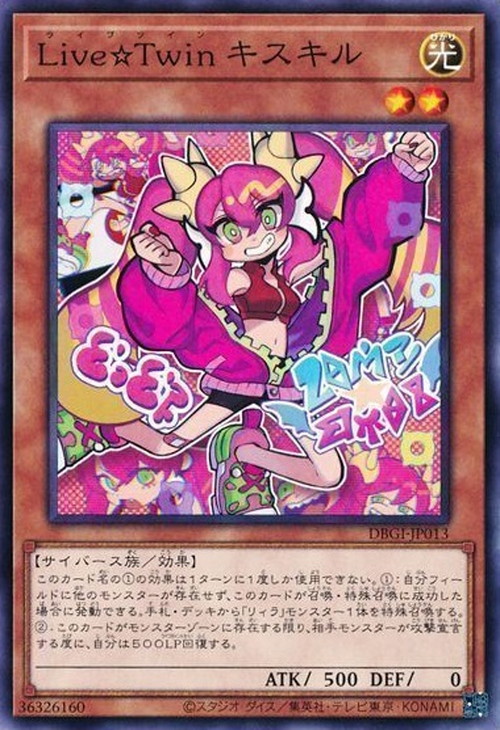 ライブツイン
Live☆Twin キスキル
ひかり
光
DBGI-JP013
【サイバース族／効果】
このカード名の①の効果は1ターンに1度しか使用できない。①：自分フィール
ドに他のモンスターが存在せず、このカードが召喚・特殊召喚に成功した
場合に発動できる。手札・デッキから「リィラ」モンスター1体を特殊召喚する。
②：このカードがモンスターゾーンに存在する限り、相手モンスターが攻撃宣言
する度に、自分は500LP回復する。
ATK/ 500 DEF/ 0
36326160
©スタジオ・ダイス／集英社・テレビ東京・KONAMI